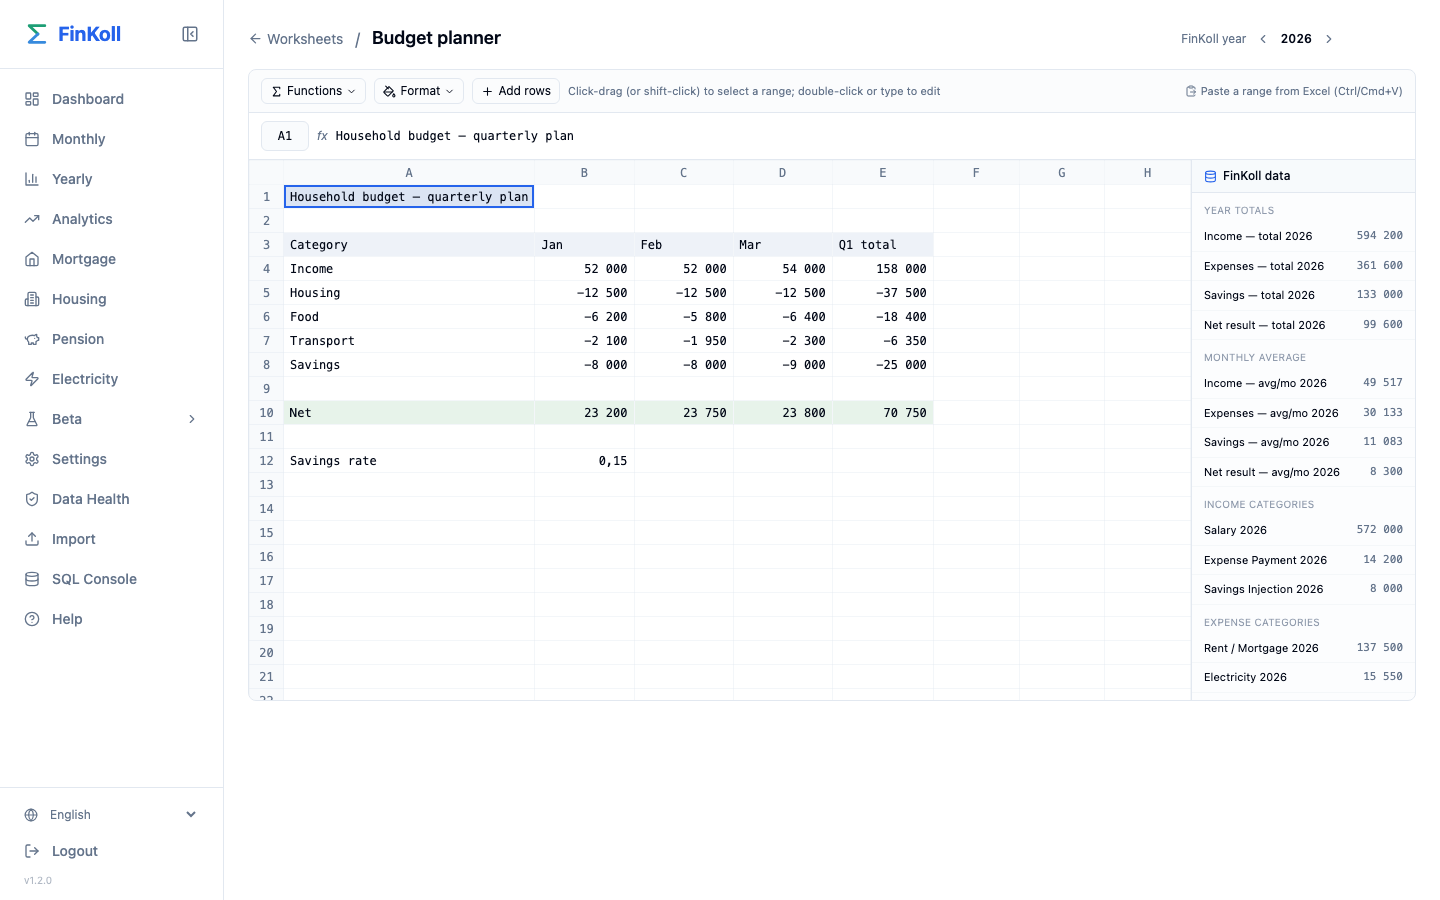 FinKoll
Dashboard
Monthly
Yearly
Analytics
Mortgage
Housing
Pension
Electricity
Beta
Settings
Data Health
Import
SQL Console
Help
English
Logout
v1.2.0
← Worksheets / Budget planner
FinKoll year 2026
Functions Format + Add rows Click-drag (or shift-click) to select a range; double-click or type to edit Paste a range from Excel (Ctrl/Cmd+V)
A1 fx Household budget — quarterly plan
A B C D E F G H
1 Household budget — quarterly plan
2
3 Category Jan Feb Mar Q1 total
4 Income 52 000 52 000 54 000 158 000
5 Housing −12 500 −12 500 −12 500 −37 500
6 Food −6 200 −5 800 −6 400 −18 400
7 Transport −2 100 −1 950 −2 300 −6 350
8 Savings −8 000 −8 000 −9 000 −25 000
9
10 Net 23 200 23 750 23 800 70 750
11
12 Savings rate 0,15
13
14
15
16
17
18
19
20
21
22
FinKoll data
YEAR TOTALS
Income — total 2026 594 200
Expenses — total 2026 361 600
Savings — total 2026 133 000
Net result — total 2026 99 600
MONTHLY AVERAGE
Income — avg/mo 2026 49 517
Expenses — avg/mo 2026 30 133
Savings — avg/mo 2026 11 083
Net result — avg/mo 2026 8 300
INCOME CATEGORIES
Salary 2026 572 000
Expense Payment 2026 14 200
Savings Injection 2026 8 000
EXPENSE CATEGORIES
Rent / Mortgage 2026 137 500
Electricity 2026 15 550